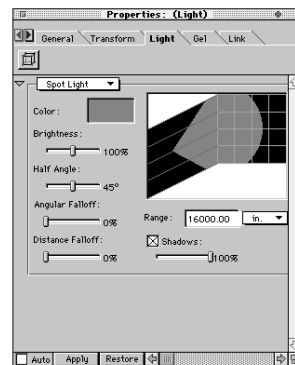 Properties: (Light)
General Transform Light Gel Link
Spot Light
Color:
Brightness:
100%
Half Angle:
45°
Angular Falloff:
0%
Range: 16000.00 in.
Distance Falloff:
0%
Shadows:
100%
Auto Apply Restore